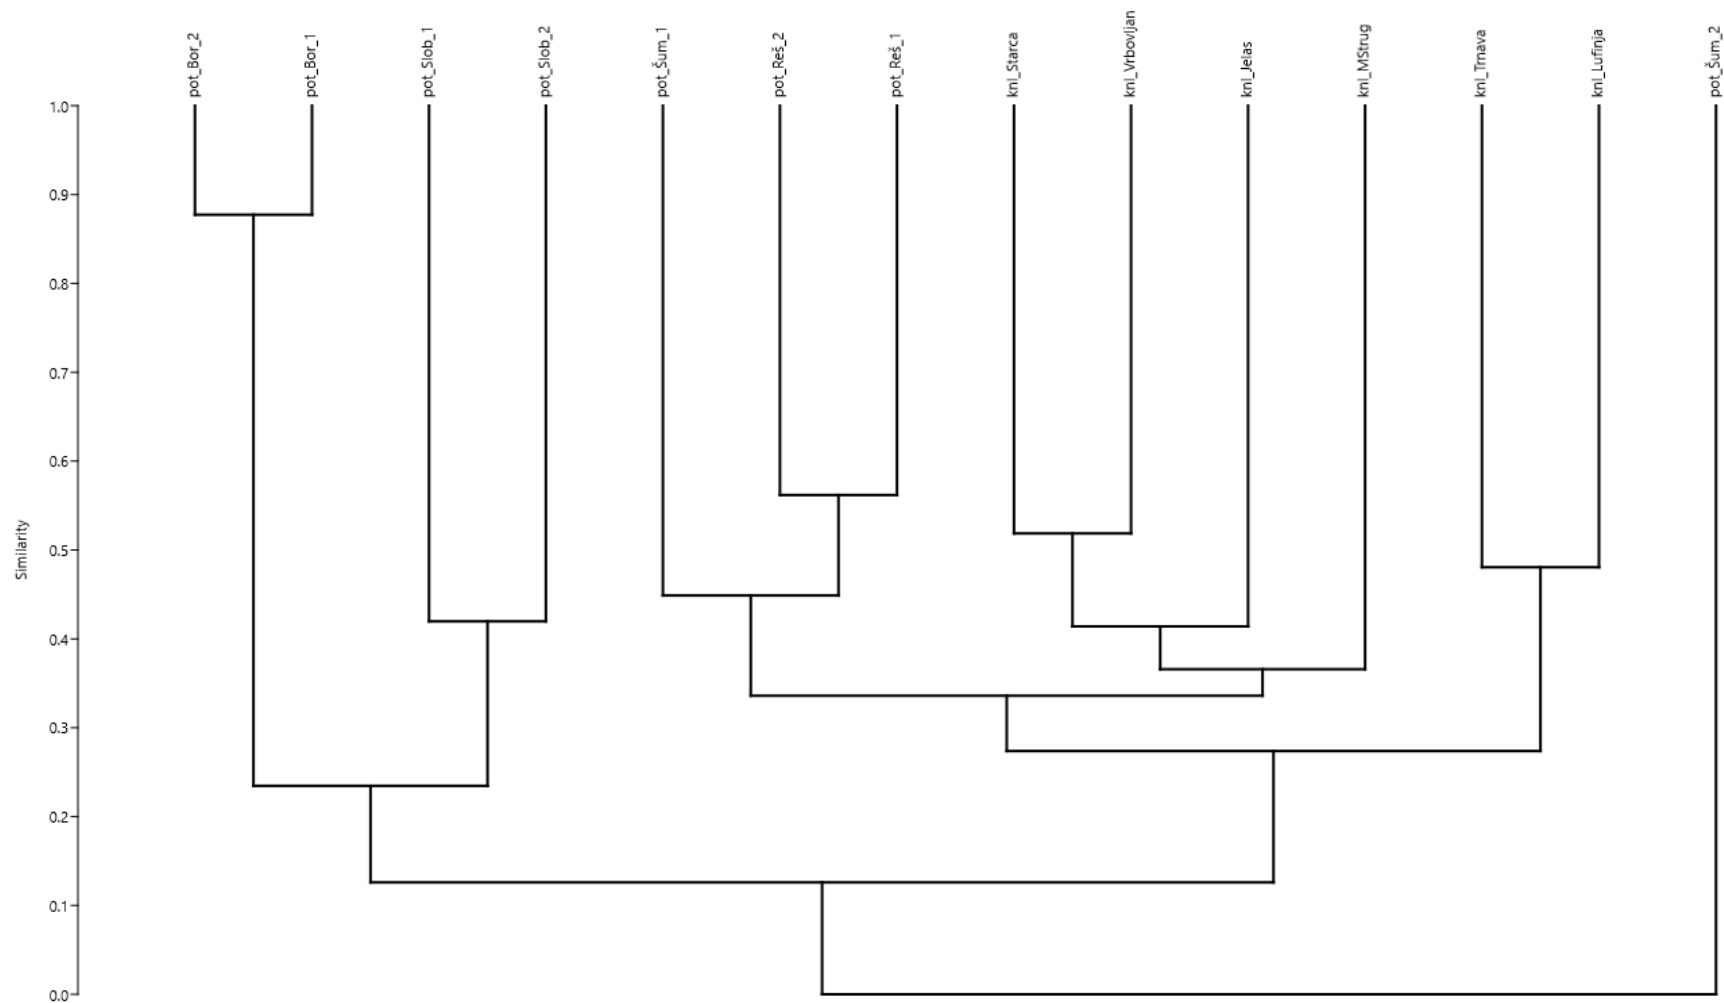 pot_Bor_2
pot_Bor_1
pot_Slob_1
pot_Slob_2
pot_Šum_1
pot_Reš_2
pot_Reš_1
knl_Starca
knl_Vrbovljan
knl_Jelas
knl_MStrug
knl_Trnava
knl_Lufinja
pot_Šum_2
1.0
0.9
0.8
0.7
0.6
0.5
0.4
0.3
0.2
0.1
0.0
Similarity